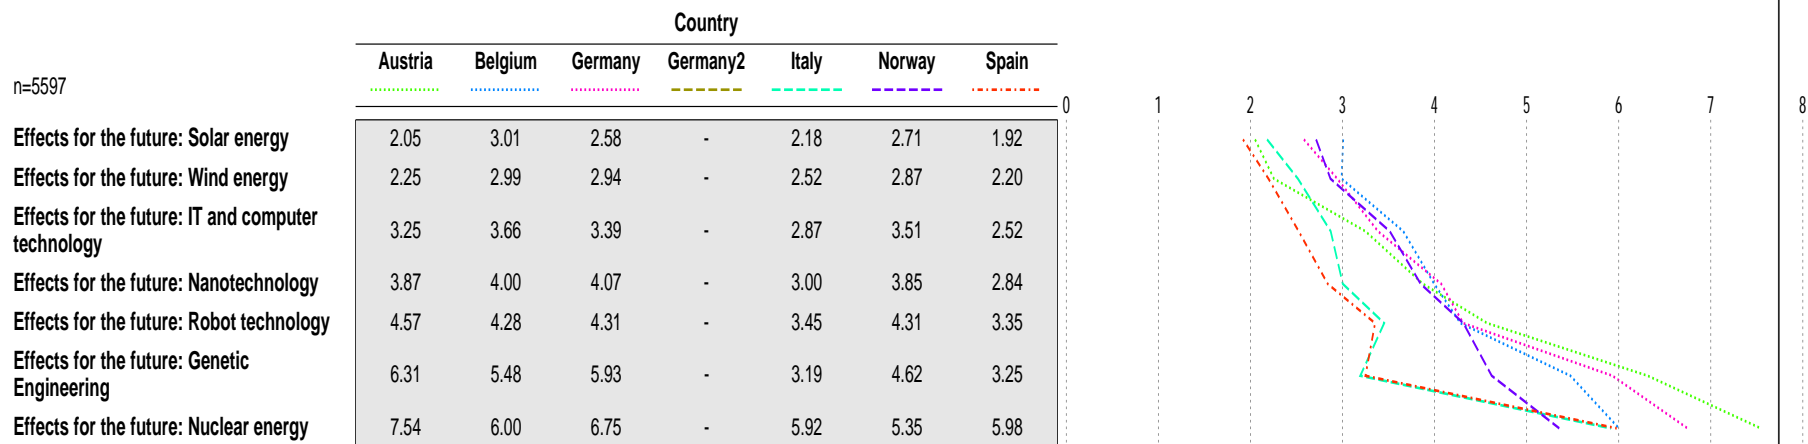 Country
Austria Belgium Germany Germany2 Italy Norway Spain
n=5597
0 1 2 3 4 5 6 7 8
Effects for the future: Solar energy 2.05 3.01 2.58 - 2.18 2.71 1.92
Effects for the future: Wind energy 2.25 2.99 2.94 - 2.52 2.87 2.20
Effects for the future: IT and computer
technology 3.25 3.66 3.39 - 2.87 3.51 2.52
Effects for the future: Nanotechnology 3.87 4.00 4.07 - 3.00 3.85 2.84
Effects for the future: Robot technology 4.57 4.28 4.31 - 3.45 4.31 3.35
Effects for the future: Genetic
Engineering 6.31 5.48 5.93 - 3.19 4.62 3.25
Effects for the future: Nuclear energy 7.54 6.00 6.75 - 5.92 5.35 5.98